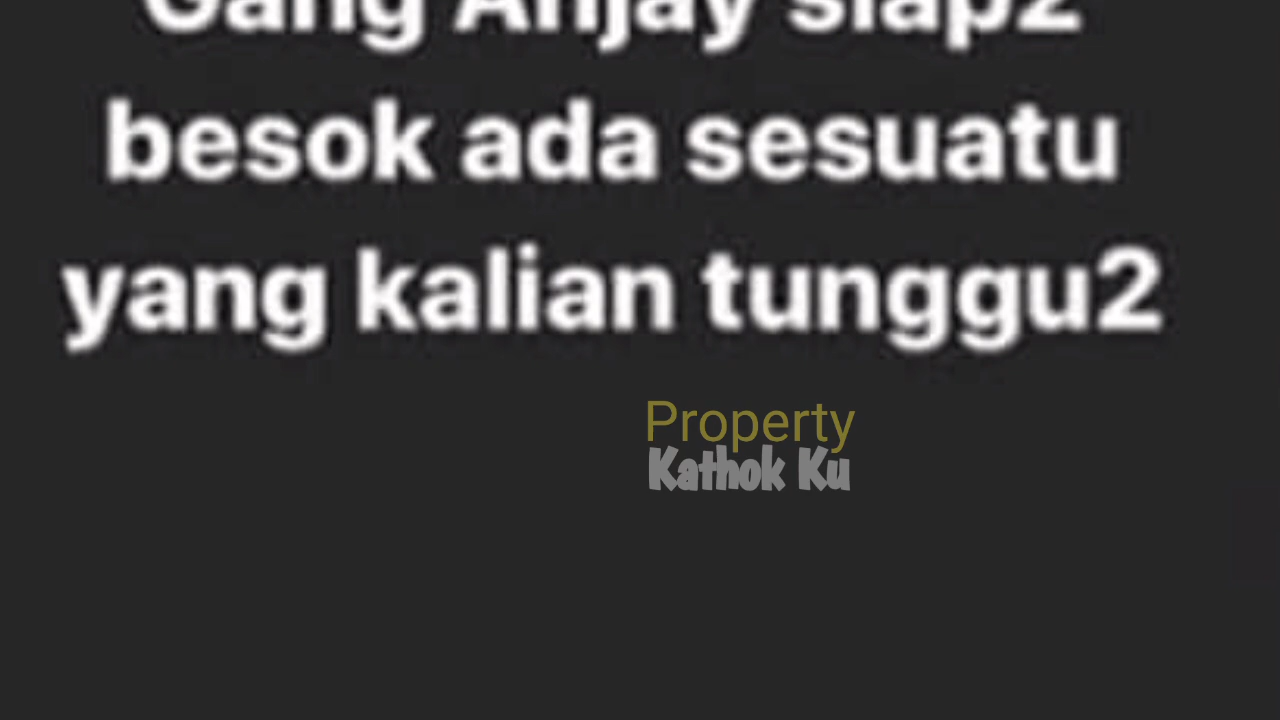 Gang Anjay siap2
besok ada sesuatu
yang kalian tunggu2
Property
Kathok Ku